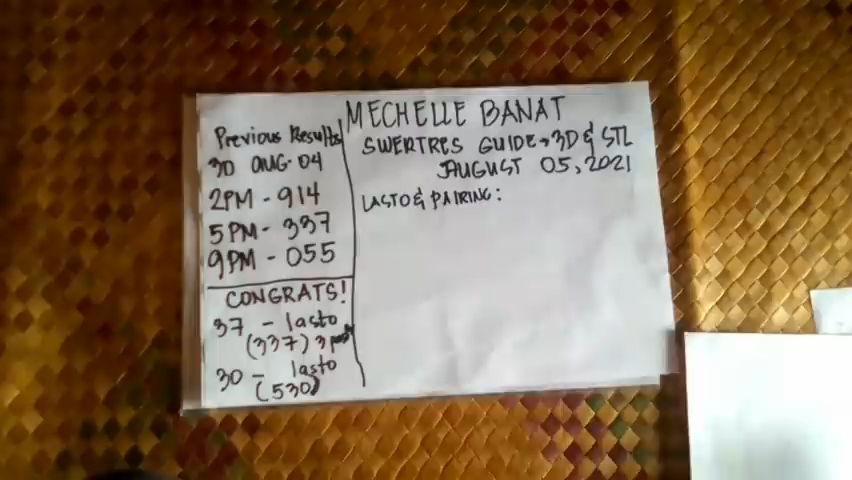 Previous Results
3D AUG. 04
2PM - 914
5PM - 337
9PM - 055
CONGRATS!
37 - lasto
(337) 3
30 - lasto
(530)
MECHELLE BANAT
SWERTRES GUIDE → 3D & STL
AUGUST 05, 2021
LASTO & PAIRING: